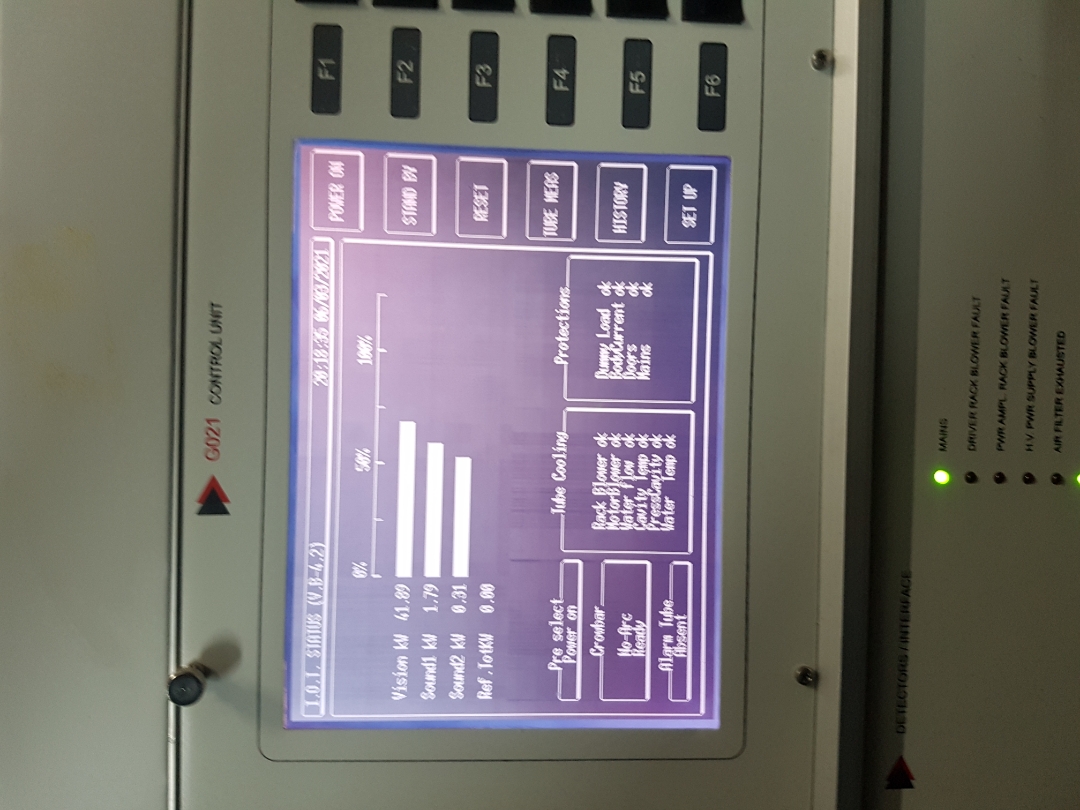 G021 CONTROL UNIT
I.O.T. STATUS (V.B-4.2) 20:18:35 06/03/2021
0% 50% 100%
Vision kW 41.89
Sound1 kW 1.79
Sound2 kW 0.31
Ref.TotKW 0.00
Pre select
Power on
Crowbar
No-Arc
Ready
Alarm Tube
Absent
Tube Cooling
Rack Blower ok
MotorBlower ok
Water flow ok
Cavity Temp ok
PressCavity ok
Water Temp ok
Protections
Dummy Load ok
BodyCurrent ok
Doors ok
Mains ok
POWER ON
STAND BY
RESET
TUBE MEAS
HISTORY
SET UP
F1
F2
F3
F4
F5
F6
DETECTORS / INTERFACE
MAINS
DRIVER RACK BLOWER FAULT
PWR AMPL. RACK BLOWER FAULT
H.V. PWR SUPPLY BLOWER FAULT
AIR FILTER EXHAUSTED